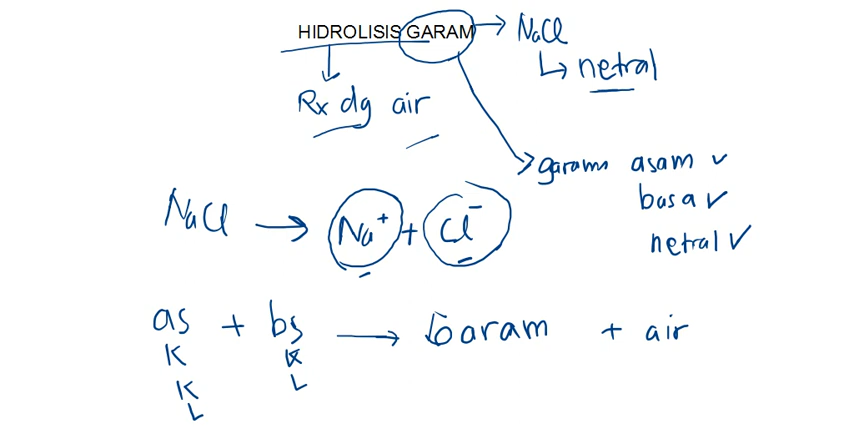 HIDROLISIS GARAM → NaCl
↳ netral
Rx dg air
garam asam ✓
basa ✓
netral ✓
NaCl → Na⁺ + Cl⁻
as + bs → Garam + air
K K
K L
L